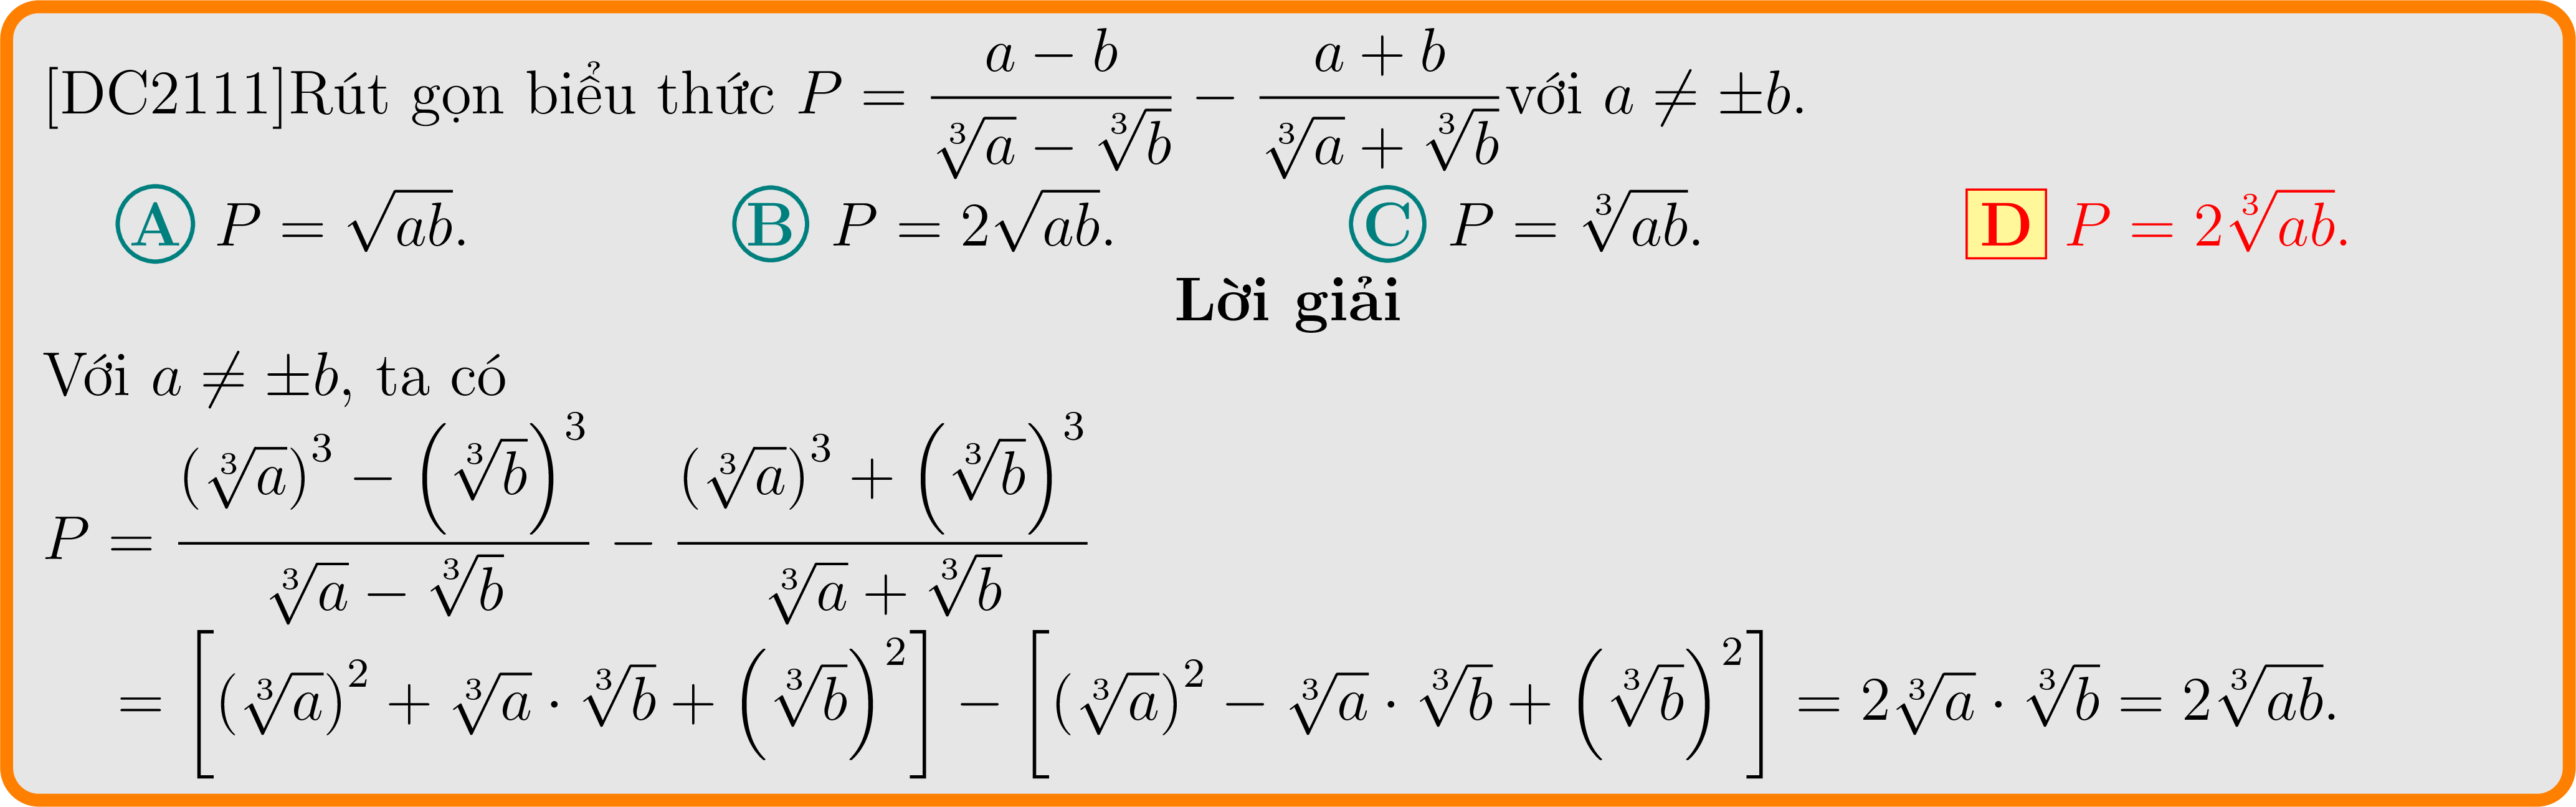 [DC2111]Rút gọn biểu thức $P = \dfrac{a-b}{\sqrt[3]{a}-\sqrt[3]{b}} - \dfrac{a+b}{\sqrt[3]{a}+\sqrt[3]{b}}$ với $a \neq \pm b$.
A $P = \sqrt{ab}$. B $P = 2\sqrt{ab}$. C $P = \sqrt[3]{ab}$. D $P = 2\sqrt[3]{ab}$.
Lời giải
Với $a \neq \pm b$, ta có
$P = \dfrac{(\sqrt[3]{a})^3 - \left(\sqrt[3]{b}\right)^3}{\sqrt[3]{a}-\sqrt[3]{b}} - \dfrac{(\sqrt[3]{a})^3 + \left(\sqrt[3]{b}\right)^3}{\sqrt[3]{a}+\sqrt[3]{b}}$
$= \left[(\sqrt[3]{a})^2 + \sqrt[3]{a} \cdot \sqrt[3]{b} + \left(\sqrt[3]{b}\right)^2\right] - \left[(\sqrt[3]{a})^2 - \sqrt[3]{a} \cdot \sqrt[3]{b} + \left(\sqrt[3]{b}\right)^2\right] = 2\sqrt[3]{a} \cdot \sqrt[3]{b} = 2\sqrt[3]{ab}$.